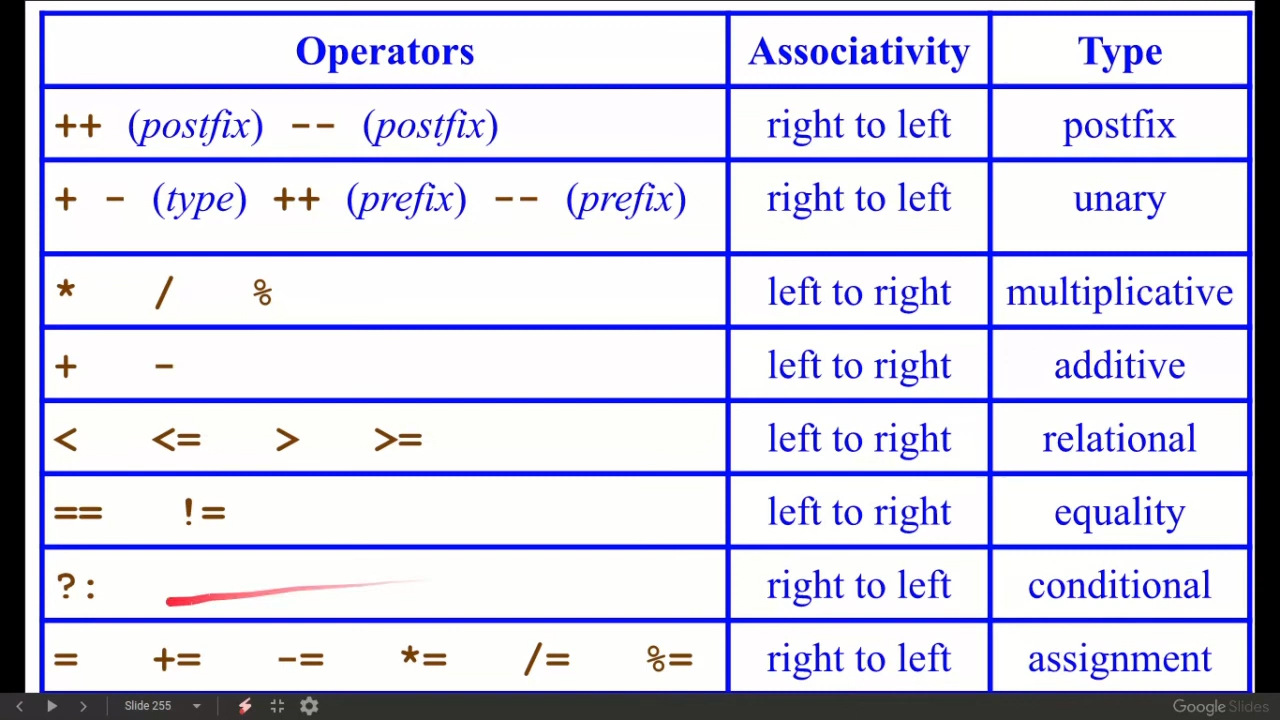 Operators Associativity Type
++ (postfix) -- (postfix) right to left postfix
+ - (type) ++ (prefix) -- (prefix) right to left unary
* / % left to right multiplicative
+ - left to right additive
< <= > >= left to right relational
== != left to right equality
?: right to left conditional
= += -= *= /= %= right to left assignment
Slide 255 Google Slides